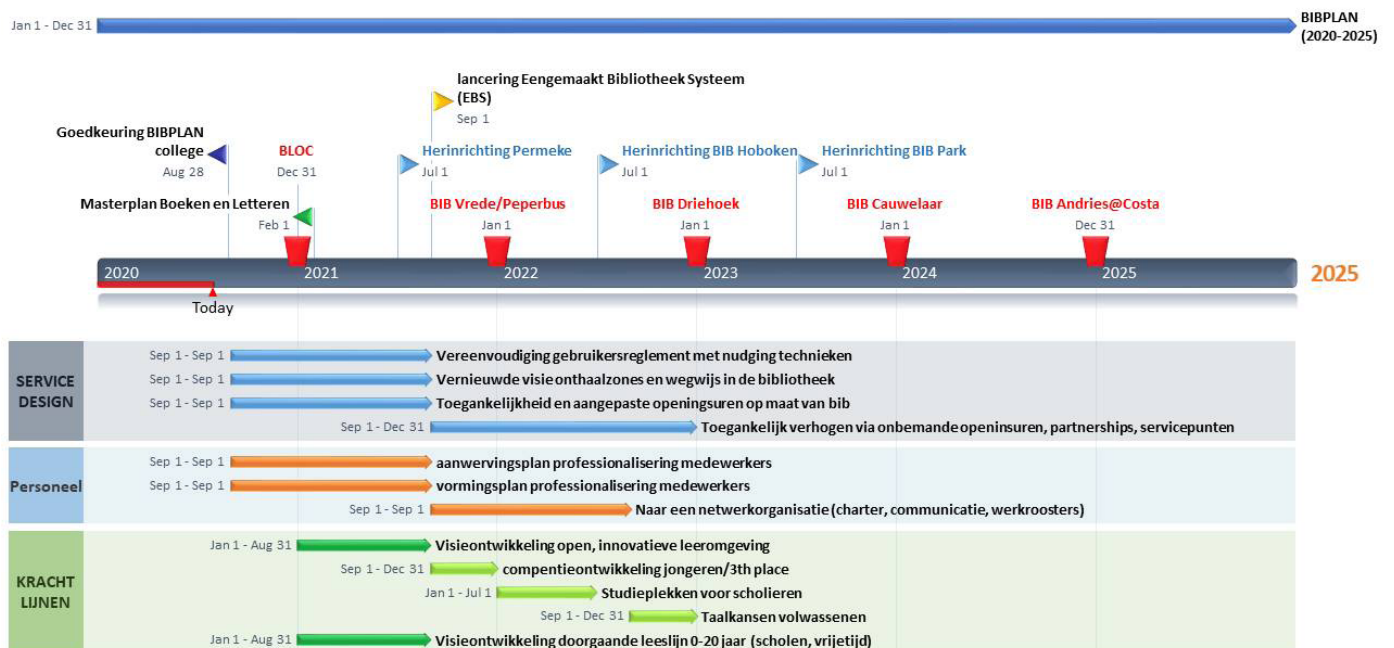 Jan 1 - Dec 31
BIBPLAN
(2020-2025)
lancering Eengemaakt Bibliotheek Systeem
(EBS)
Sep 1
Goedkeuring BIBPLAN
college
Aug 28
BLOC
Dec 31
Herinrichting Permeke
Jul 1
Herinrichting BIB Hoboken
Jul 1
Herinrichting BIB Park
Jul 1
Masterplan Boeken en Letteren
Feb 1
BIB Vrede/Peperbus
Jan 1
BIB Driehoek
Jan 1
BIB Cauwelaar
Jan 1
BIB Andries@Costa
Dec 31
2020 2021 2022 2023 2024 2025 2025
Today
SERVICE
DESIGN
Sep 1 - Sep 1 Vereenvoudiging gebruikersreglement met nudging technieken
Sep 1 - Sep 1 Vernieuwde visie onthaalzones en wegwijs in de bibliotheek
Sep 1 - Sep 1 Toegankelijkheid en aangepaste openingsuren op maat van bib
Sep 1 - Dec 31 Toegankelijk verhogen via onbemande openinsuren, partnerships, servicepunten
Personeel
Sep 1 - Sep 1 aanwervingsplan professionalisering medewerkers
Sep 1 - Sep 1 vormingsplan professionalisering medewerkers
Sep 1 - Sep 1 Naar een netwerkorganisatie (charter, communicatie, werkroosters)
KRACHT
LIJNEN
Jan 1 - Aug 31 Visieontwikkeling open, innovatieve leeromgeving
Sep 1 - Dec 31 compentieontwikkeling jongeren/3th place
Jan 1 - Jul 1 Studieplekken voor scholieren
Sep 1 - Dec 31 Taalkansen volwassenen
Jan 1 - Aug 31 Visieontwikkeling doorgaande leeslijn 0-20 jaar (scholen, vrijetijd)